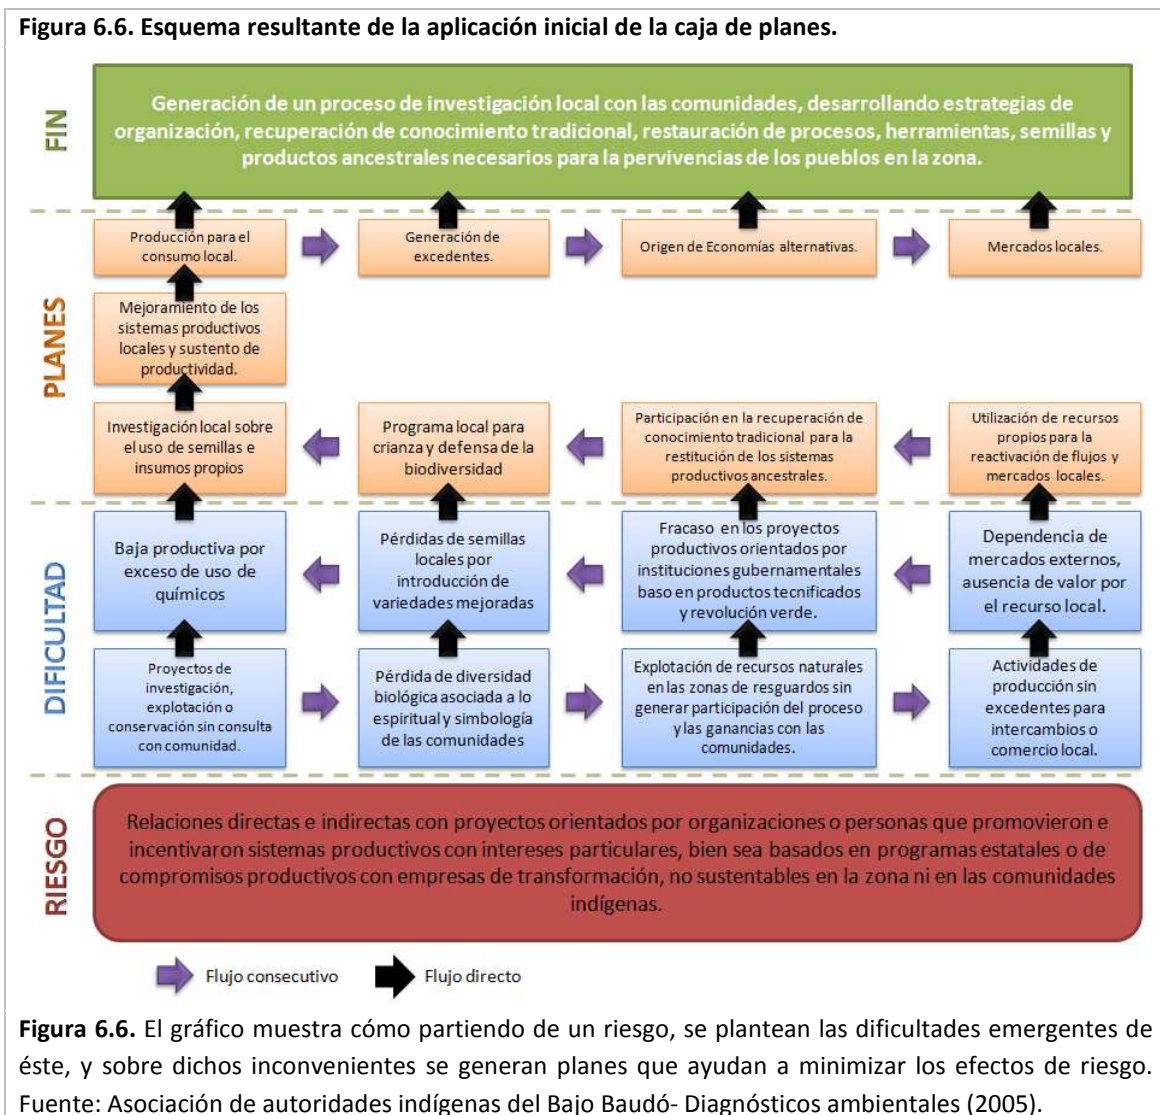 Figura 6.6. Esquema resultante de la aplicación inicial de la caja de planes.
FIN
Generación de un proceso de investigación local con las comunidades, desarrollando estrategias de
organización, recuperación de conocimiento tradicional, restauración de procesos, herramientas, semillas y
productos ancestrales necesarios para la pervivencias de los pueblos en la zona.
PLANES
Producción para el
consumo local.
Generación de
excedentes.
Origen de Economías alternativas.
Mercados locales.
Mejoramiento de los
sistemas productivos
locales y sustento de
productividad.
Investigación local sobre
el uso de semillas e
insumos propios
Programa local para
crianza y defensa de la
biodiversidad
Participación en la recuperación de
conocimiento tradicional para la
restitución de los sistemas
productivos ancestrales.
Utilización de recursos
propios para la
reactivación de flujos y
mercados locales.
DIFICULTAD
Baja productiva por
exceso de uso de
químicos
Pérdidas de semillas
locales por
introducción de
variedades mejoradas
Fracaso en los proyectos
productivos orientados por
instituciones gubernamentales
baso en productos tecnificados
y revolución verde.
Dependencia de
mercados externos,
ausencia de valor por
el recurso local.
Proyectos de
investigación,
explotación o
conservación sin consulta
con comunidad.
Pérdida de diversidad
biológica asociada a lo
espiritual y simbología
de las comunidades
Explotación de recursos naturales
en las zonas de resguardos sin
generar participación del proceso
y las ganancias con las
comunidades.
Actividades de
producción sin
excedentes para
intercambios o
comercio local.
RIESGO
Relaciones directas e indirectas con proyectos orientados por organizaciones o personas que promovieron e
incentivaron sistemas productivos con intereses particulares, bien sea basados en programas estatales o de
compromisos productivos con empresas de transformación, no sustentables en la zona ni en las comunidades
indígenas.
Flujo consecutivo
Flujo directo
Figura 6.6. El gráfico muestra cómo partiendo de un riesgo, se plantean las dificultades emergentes de
éste, y sobre dichos inconvenientes se generan planes que ayudan a minimizar los efectos de riesgo.
Fuente: Asociación de autoridades indígenas del Bajo Baudó- Diagnósticos ambientales (2005).